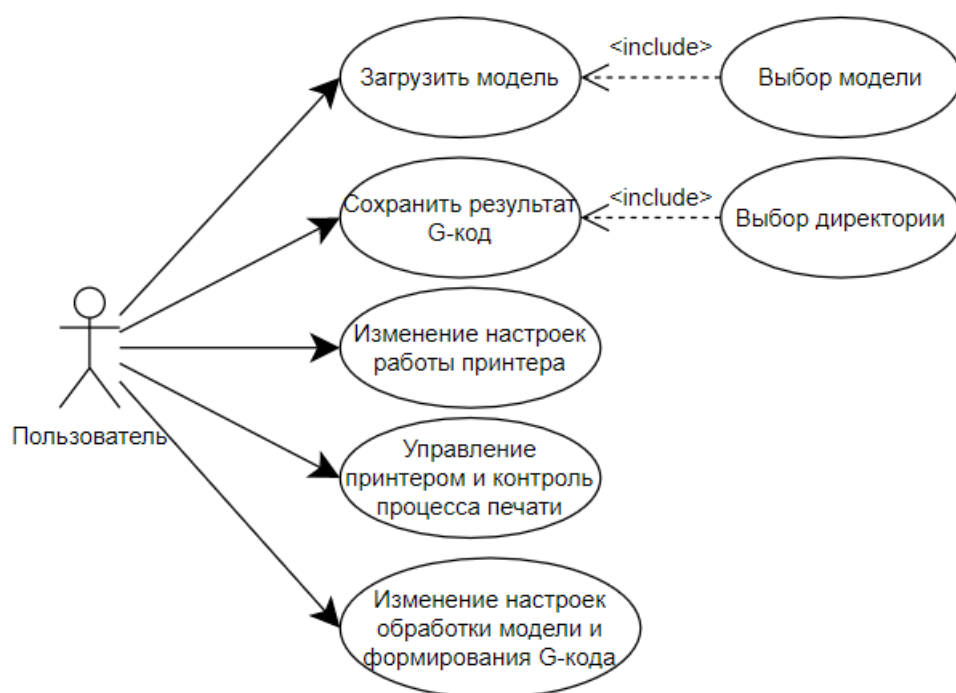 <include>
Загрузить модель
Выбор модели
<include>
Сохранить результат
G-код
Выбор директории
Изменение настроек
работы принтера
Пользователь
Управление
принтером и контроль
процесса печати
Изменение настроек
обработки модели и
формирования G-кода